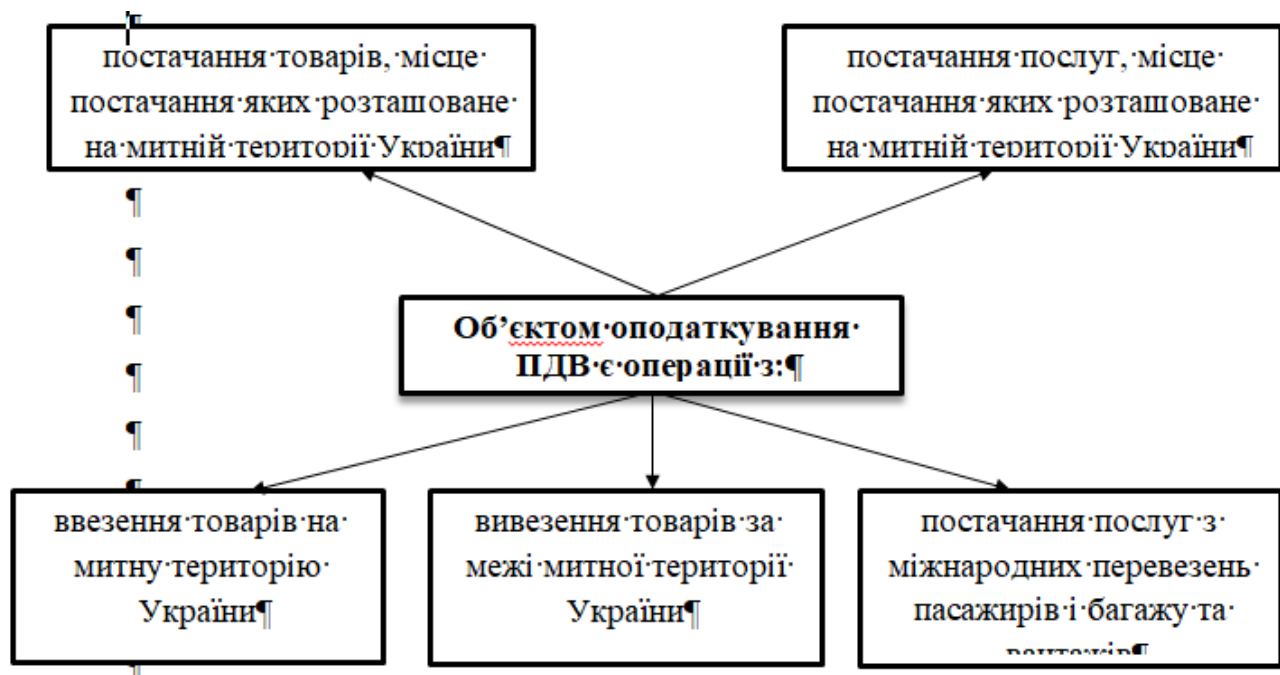 постачання товарів, місце
постачання яких розташоване
на митній території України¶
постачання послуг, місце
постачання яких розташоване
на митній території України¶
Об’єктом оподаткування
ПДВ є операції з:¶
ввезення товарів на
митну територію
України¶
вивезення товарів за
межі митної території
України¶
постачання послуг з
міжнародних перевезень
пасажирів і багажу та
вантажів¶